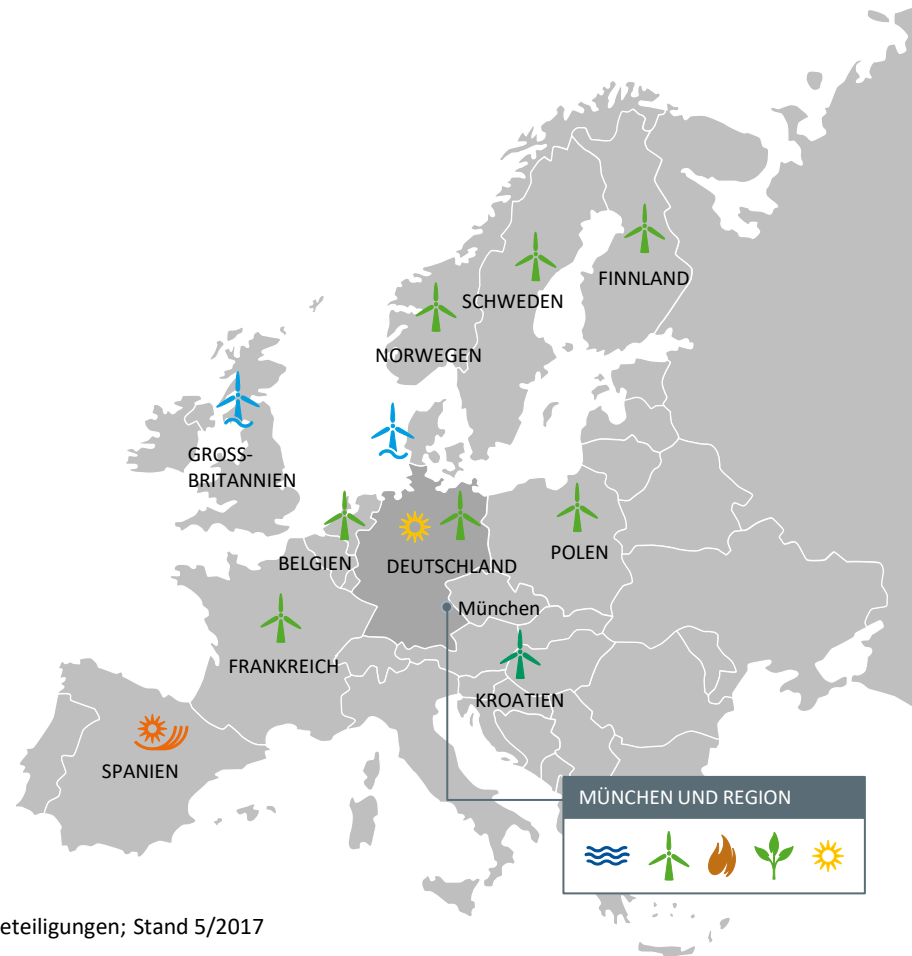 FINNLAND
SCHWEDEN
NORWEGEN
GROSS-
BRITANNIEN
BELGIEN
DEUTSCHLAND
POLEN
München
FRANKREICH
KROATIEN
SPANIEN
MÜNCHEN UND REGION
eteiligungen; Stand 5/2017